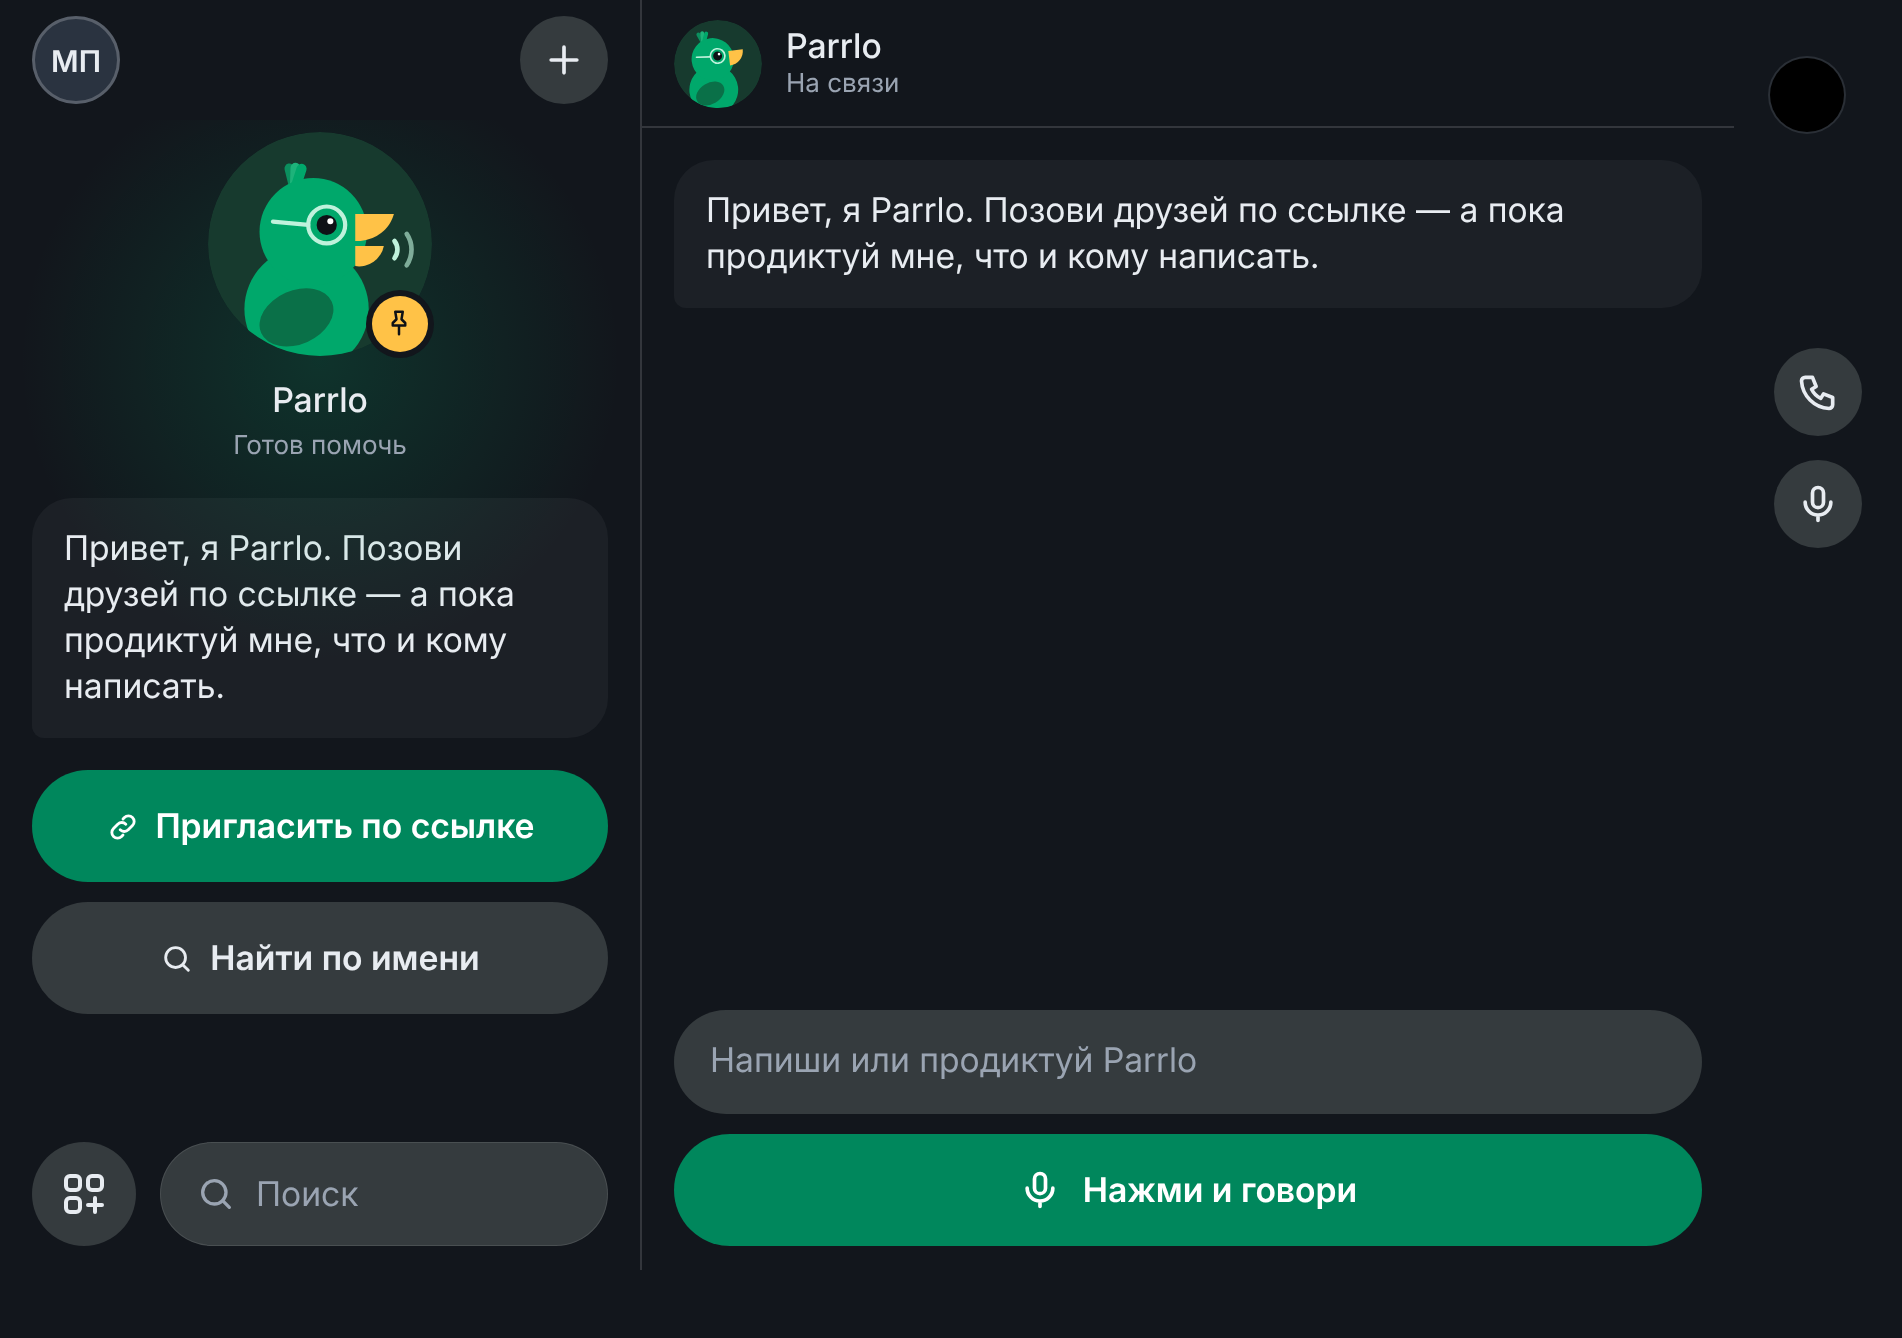 МП
Parrlo
Готов помочь
Привет, я Parrlo. Позови
друзей по ссылке — а пока
продиктуй мне, что и кому
написать.
Пригласить по ссылке
Найти по имени
Поиск
Parrlo
На связи
Привет, я Parrlo. Позови друзей по ссылке — а пока
продиктуй мне, что и кому написать.
Напиши или продиктуй Parrlo
Нажми и говори